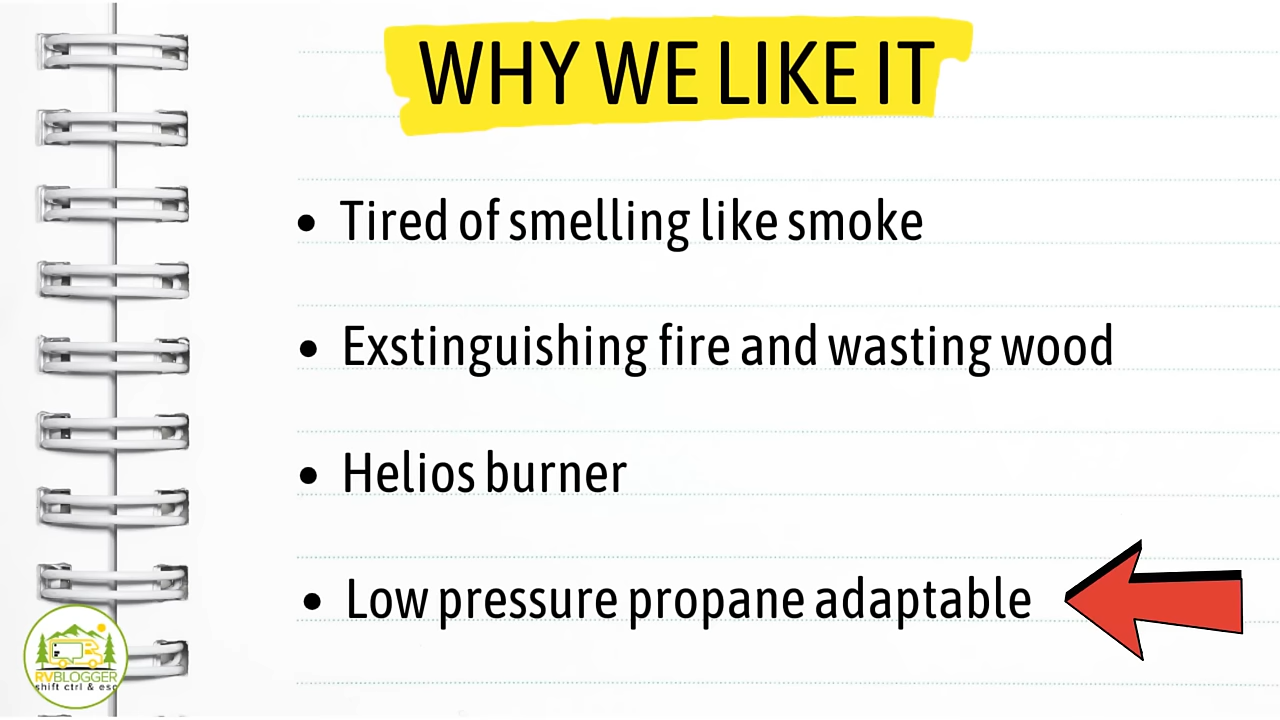 WHY WE LIKE IT
• Tired of smelling like smoke
• Exstinguishing fire and wasting wood
• Helios burner
• Low pressure propane adaptable
RVBLOGGER
shift ctrl & esc